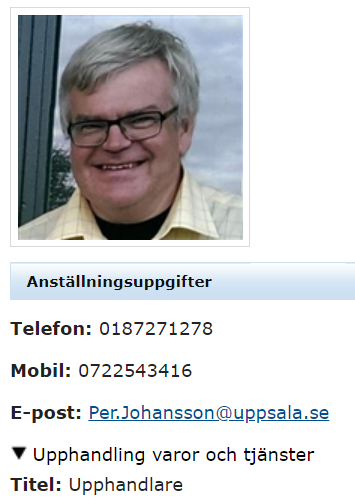 Anställningsuppgifter
Telefon: 0187271278
Mobil: 0722543416
E-post: Per.Johansson@uppsala.se
▼ Upphandling varor och tjänster
Titel: Upphandlare